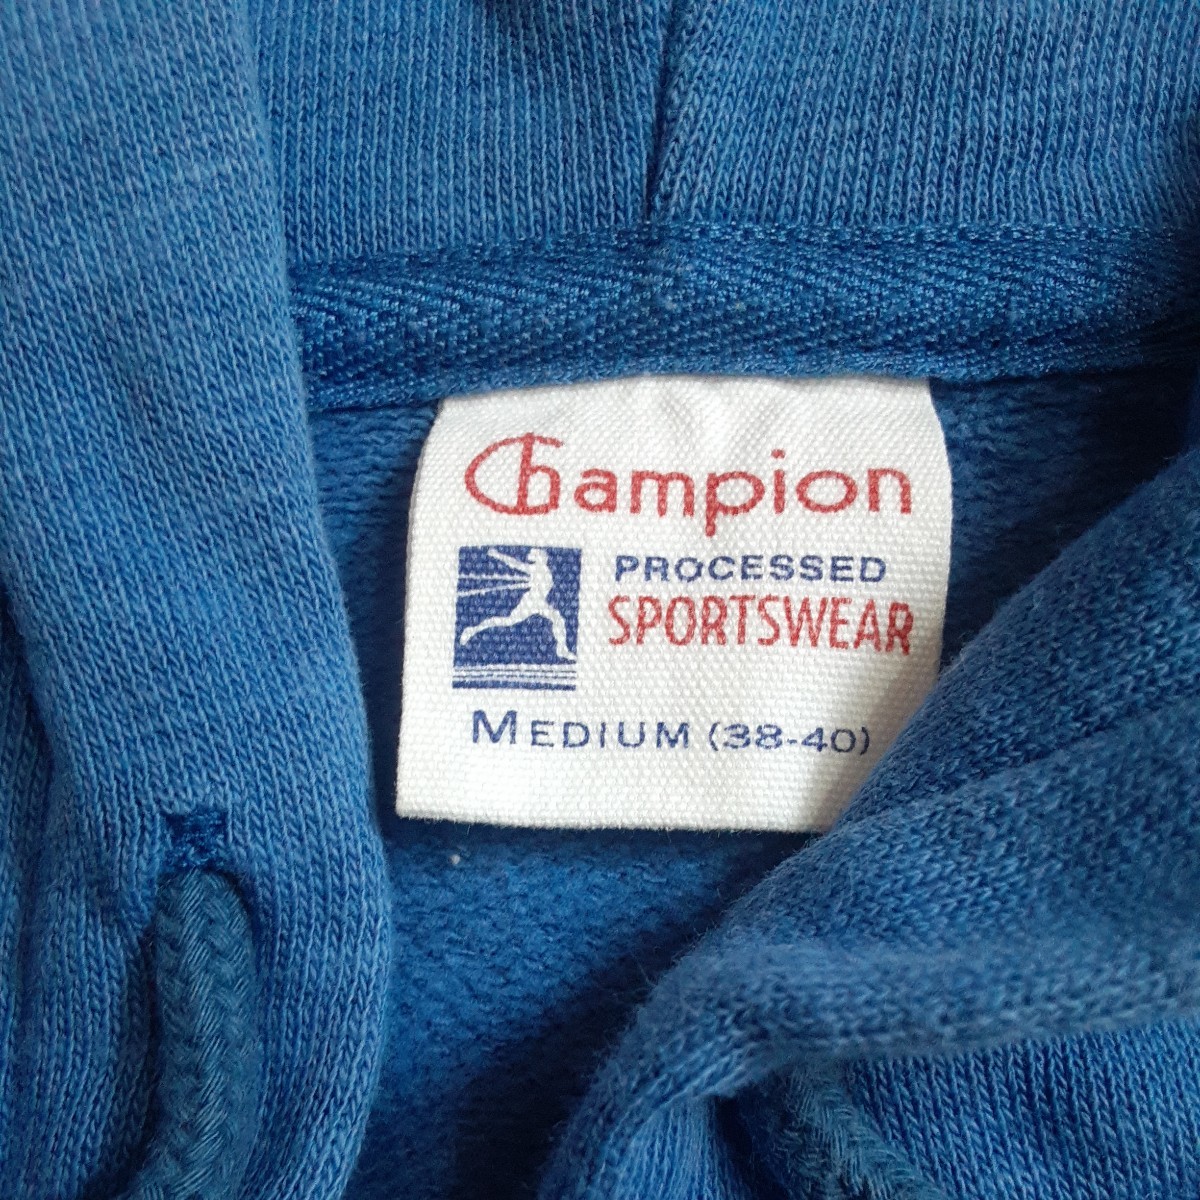 Champion
PROCESSED
SPORTSWEAR
MEDIUM (38-40)